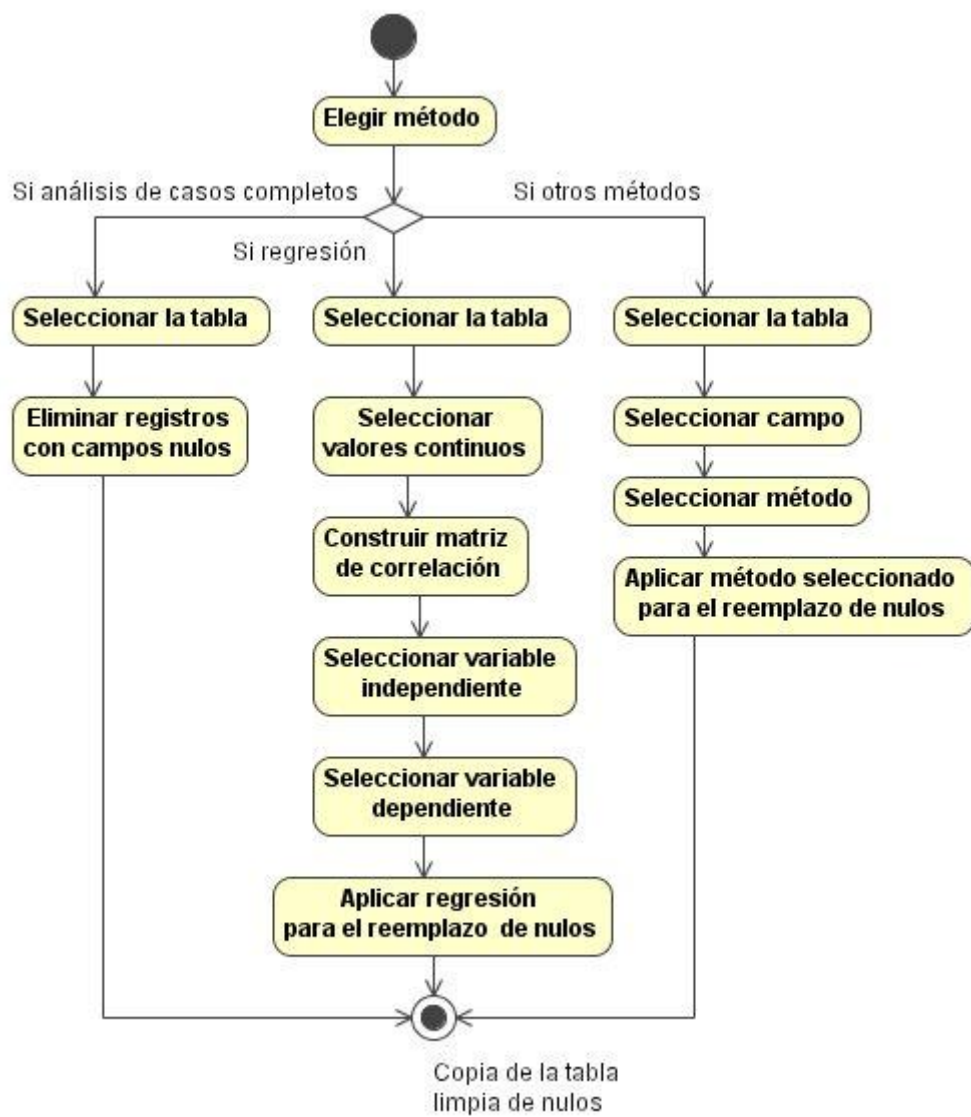 Elegir método
Si análisis de casos completos
Si otros métodos
Si regresión
Seleccionar la tabla
Seleccionar la tabla
Seleccionar la tabla
Eliminar registros
con campos nulos
Seleccionar
valores continuos
Seleccionar campo
Seleccionar método
Construir matriz
de correlación
Aplicar método seleccionado
para el reemplazo de nulos
Seleccionar variable
independiente
Seleccionar variable
dependiente
Aplicar regresión
para el reemplazo de nulos
Copia de la tabla
limpia de nulos